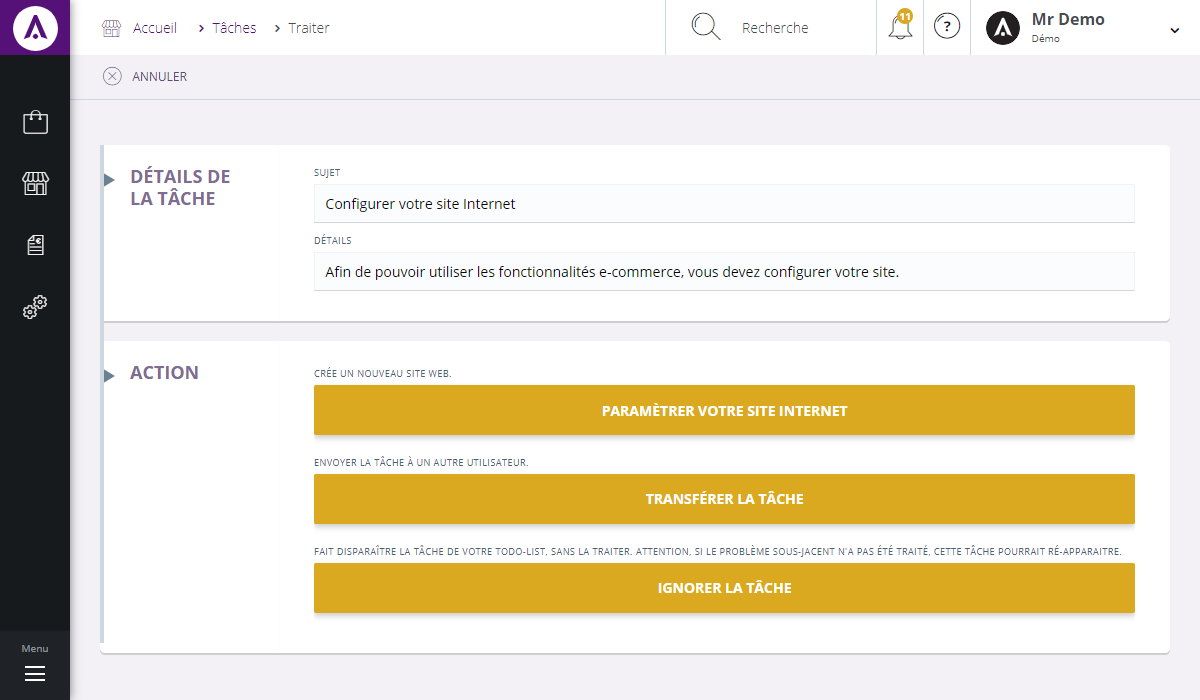 Accueil > Tâches > Traiter
Recherche
11
?
Mr Demo
Démo
ANNULER
DÉTAILS DE
LA TÂCHE
SUJET
Configurer votre site Internet
DÉTAILS
Afin de pouvoir utiliser les fonctionnalités e-commerce, vous devez configurer votre site.
ACTION
CRÉE UN NOUVEAU SITE WEB.
PARAMÈTRER VOTRE SITE INTERNET
ENVOYER LA TÂCHE À UN AUTRE UTILISATEUR.
TRANSFÉRER LA TÂCHE
FAIT DISPARAÎTRE LA TÂCHE DE VOTRE TODO-LIST, SANS LA TRAITER. ATTENTION, SI LE PROBLÈME SOUS-JACENT N'A PAS ÉTÉ TRAITÉ, CETTE TÂCHE POURRAIT RÉ-APPARAITRE.
IGNORER LA TÂCHE
Menu